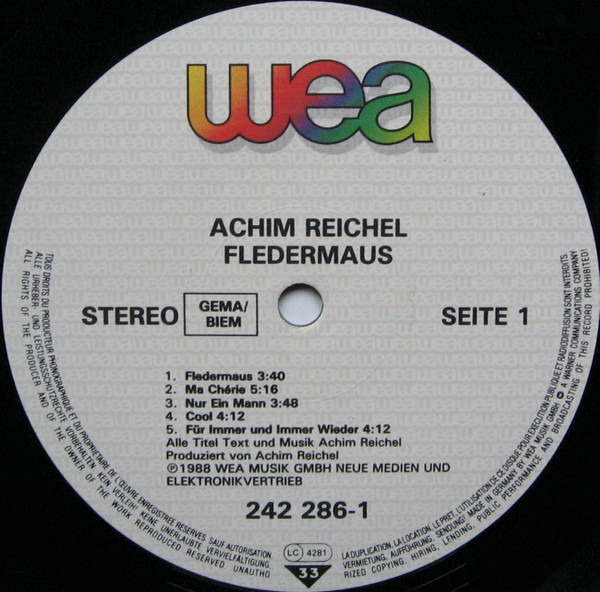 wea
ACHIM REICHEL
FLEDERMAUS
STEREO
GEMA/
BIEM
SEITE 1
1. Fledermaus 3:40
2. Ma Chérie 5:16
3. Nur Ein Mann 3:48
4. Cool 4:12
5. Für Immer und Immer Wieder 4:12
Alle Titel Text und Musik Achim Reichel
Produziert von Achim Reichel
Ⓟ1988 WEA MUSIK GMBH NEUE MEDIEN UND
ELEKTRONIKVERTRIEB
242 286-1
LC 4281
33
TOUS DROITS DU PRODUCTEUR PHONOGRAPHIQUE ET DU PROPRIETAIRE DE L'ŒUVRE ENREGISTREE RESERVES. SAUF AUTORISATION
LA DUPLICATION, LA LOCATION, LE PRET, L'UTILISATION DE CE DISQUE POUR EXECUTION PUBLIQUE ET RADIODIFFUSION SONT INTERDITS.
ALLE URHEBER- UND LEISTUNGSSCHUTZRECHTE VORBEHALTEN. KEIN VERLEIH! KEINE UNERLAUBTE VERVIELFÄLTIGUNG,
VERMIETUNG, AUFFÜHRUNG, SENDUNG! MADE IN GERMANY BY WEA MUSIK GMBH A WARNER COMMUNICATIONS COMPANY
ALL RIGHTS OF THE PRODUCER AND OF THE OWNER OF THE WORK REPRODUCED RESERVED UNAUTHO
RIZED COPYING, HIRING, LENDING, PUBLIC PERFORMANCE AND BROADCASTING OF THIS RECORD PROHIBITED!